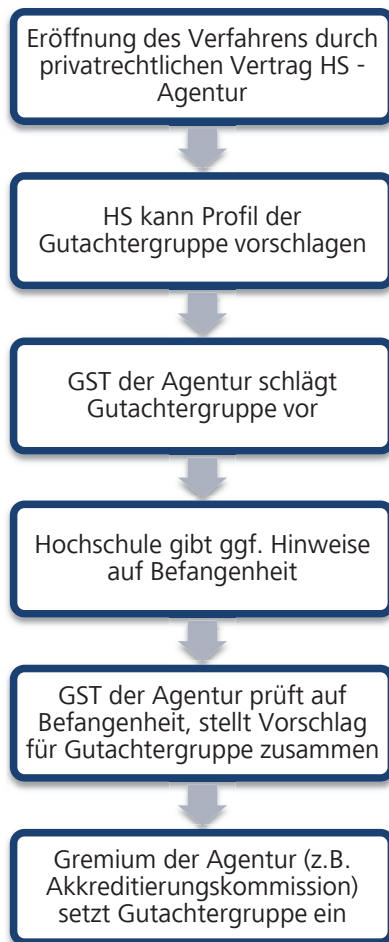 Eröffnung des Verfahrens durch
privatrechtlichen Vertrag HS -
Agentur
HS kann Profil der
Gutachtergruppe vorschlagen
GST der Agentur schlägt
Gutachtergruppe vor
Hochschule gibt ggf. Hinweise
auf Befangenheit
GST der Agentur prüft auf
Befangenheit, stellt Vorschlag
für Gutachtergruppe zusammen
Gremium der Agentur (z.B.
Akkreditierungskommission)
setzt Gutachtergruppe ein